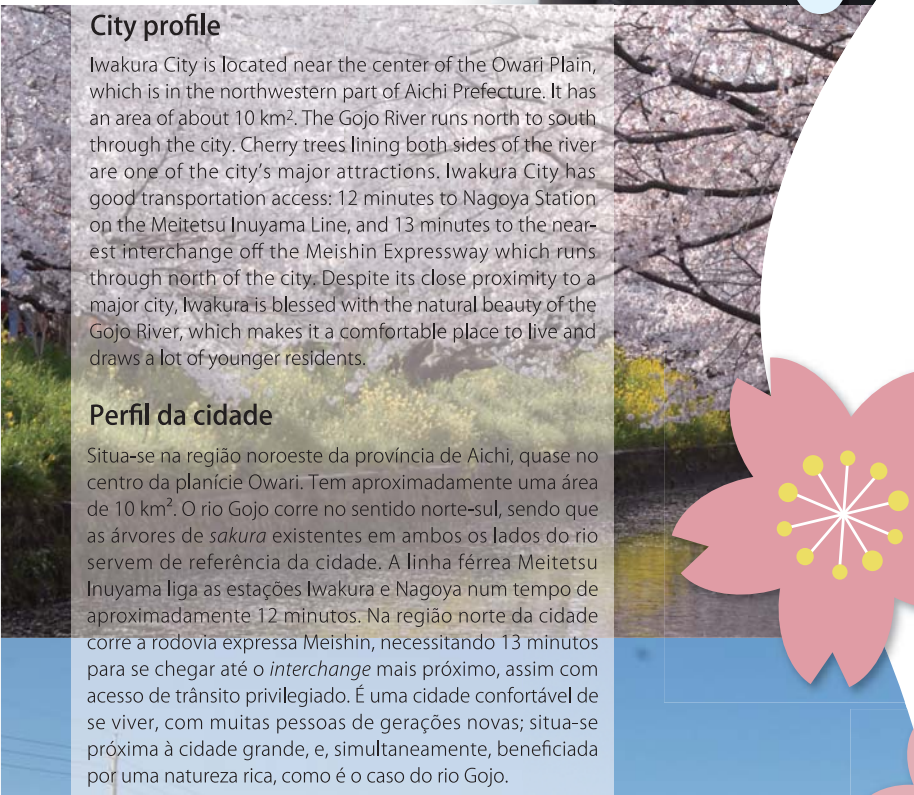 City profile
Iwakura City is located near the center of the Owari Plain,
which is in the northwestern part of Aichi Prefecture. It has
an area of about 10 km². The Gojo River runs north to south
through the city. Cherry trees lining both sides of the river
are one of the city's major attractions. Iwakura City has
good transportation access: 12 minutes to Nagoya Station
on the Meitetsu Inuyama Line, and 13 minutes to the near-
est interchange off the Meishin Expressway which runs
through north of the city. Despite its close proximity to a
major city, Iwakura is blessed with the natural beauty of the
Gojo River, which makes it a comfortable place to live and
draws a lot of younger residents.
Perfil da cidade
Situa-se na região noroeste da província de Aichi, quase no
centro da planície Owari. Tem aproximadamente uma área
de 10 km². O rio Gojo corre no sentido norte-sul, sendo que
as árvores de sakura existentes em ambos os lados do rio
servem de referência da cidade. A linha férrea Meitetsu
Inuyama liga as estações Iwakura e Nagoya num tempo de
aproximadamente 12 minutos. Na região norte da cidade
corre a rodovia expressa Meishin, necessitando 13 minutos
para se chegar até o interchange mais próximo, assim com
acesso de trânsito privilegiado. É uma cidade confortável de
se viver, com muitas pessoas de gerações novas; situa-se
próxima à cidade grande, e, simultaneamente, beneficiada
por uma natureza rica, como é o caso do rio Gojo.